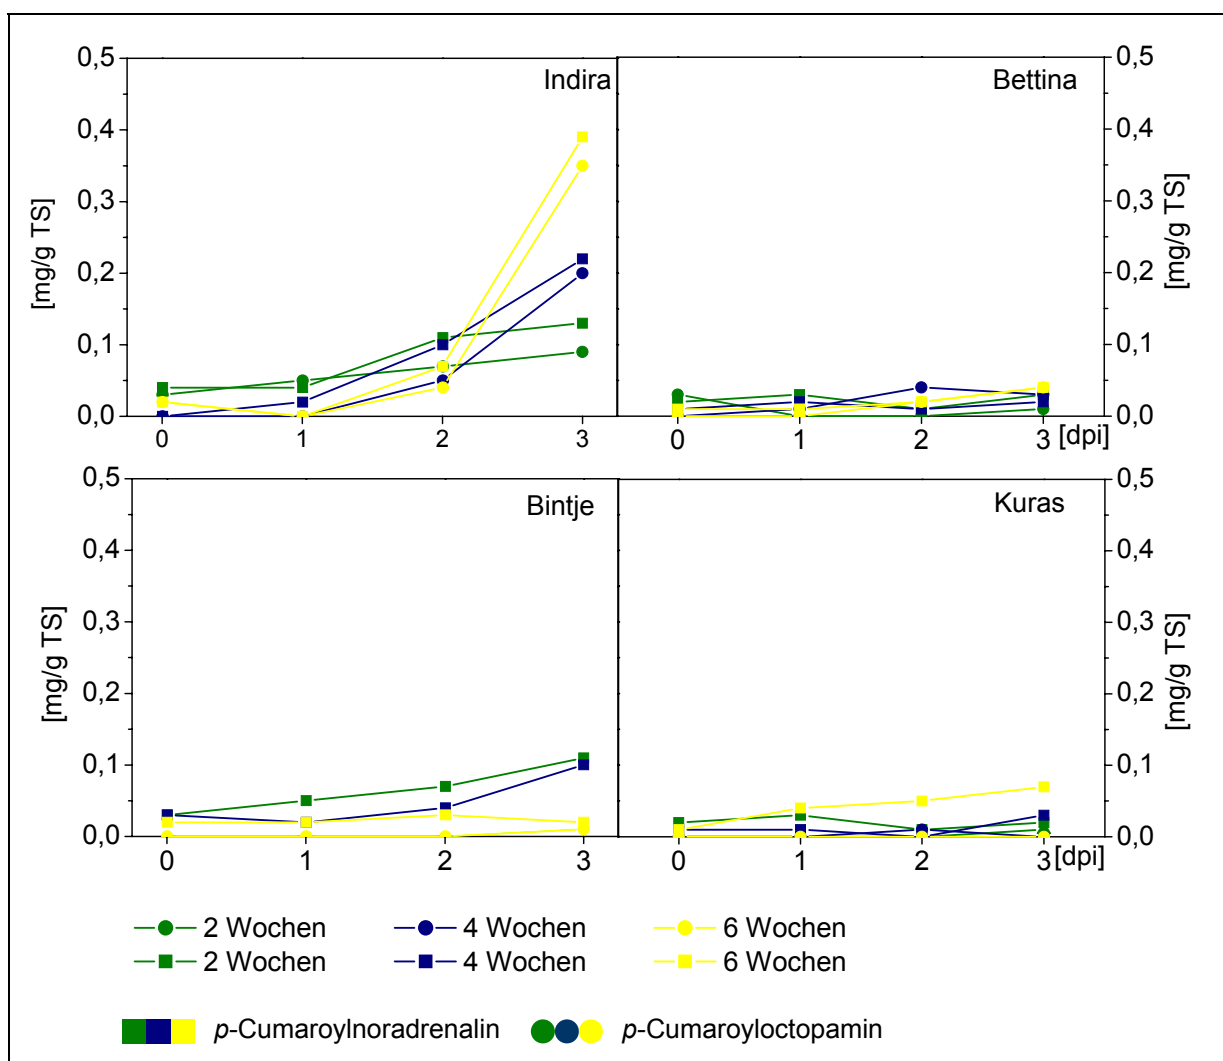 0,5
0,4
0,3
0,2
0,1
0,0
[mg/g TS]
Indira
0 1 2 3
Bettina
0,5
0,4
0,3
0,2
0,1
0,0
[mg/g TS]
0 1 2 3 [dpi]
0,5
0,4
0,3
0,2
0,1
0,0
[mg/g TS]
Bintje
0 1 2 3
Kuras
0,5
0,4
0,3
0,2
0,1
0,0
[mg/g TS]
0 1 2 3 [dpi]
2 Wochen 4 Wochen 6 Wochen
2 Wochen 4 Wochen 6 Wochen
p-Cumaroylnoradrenalin p-Cumaroyloctopamin